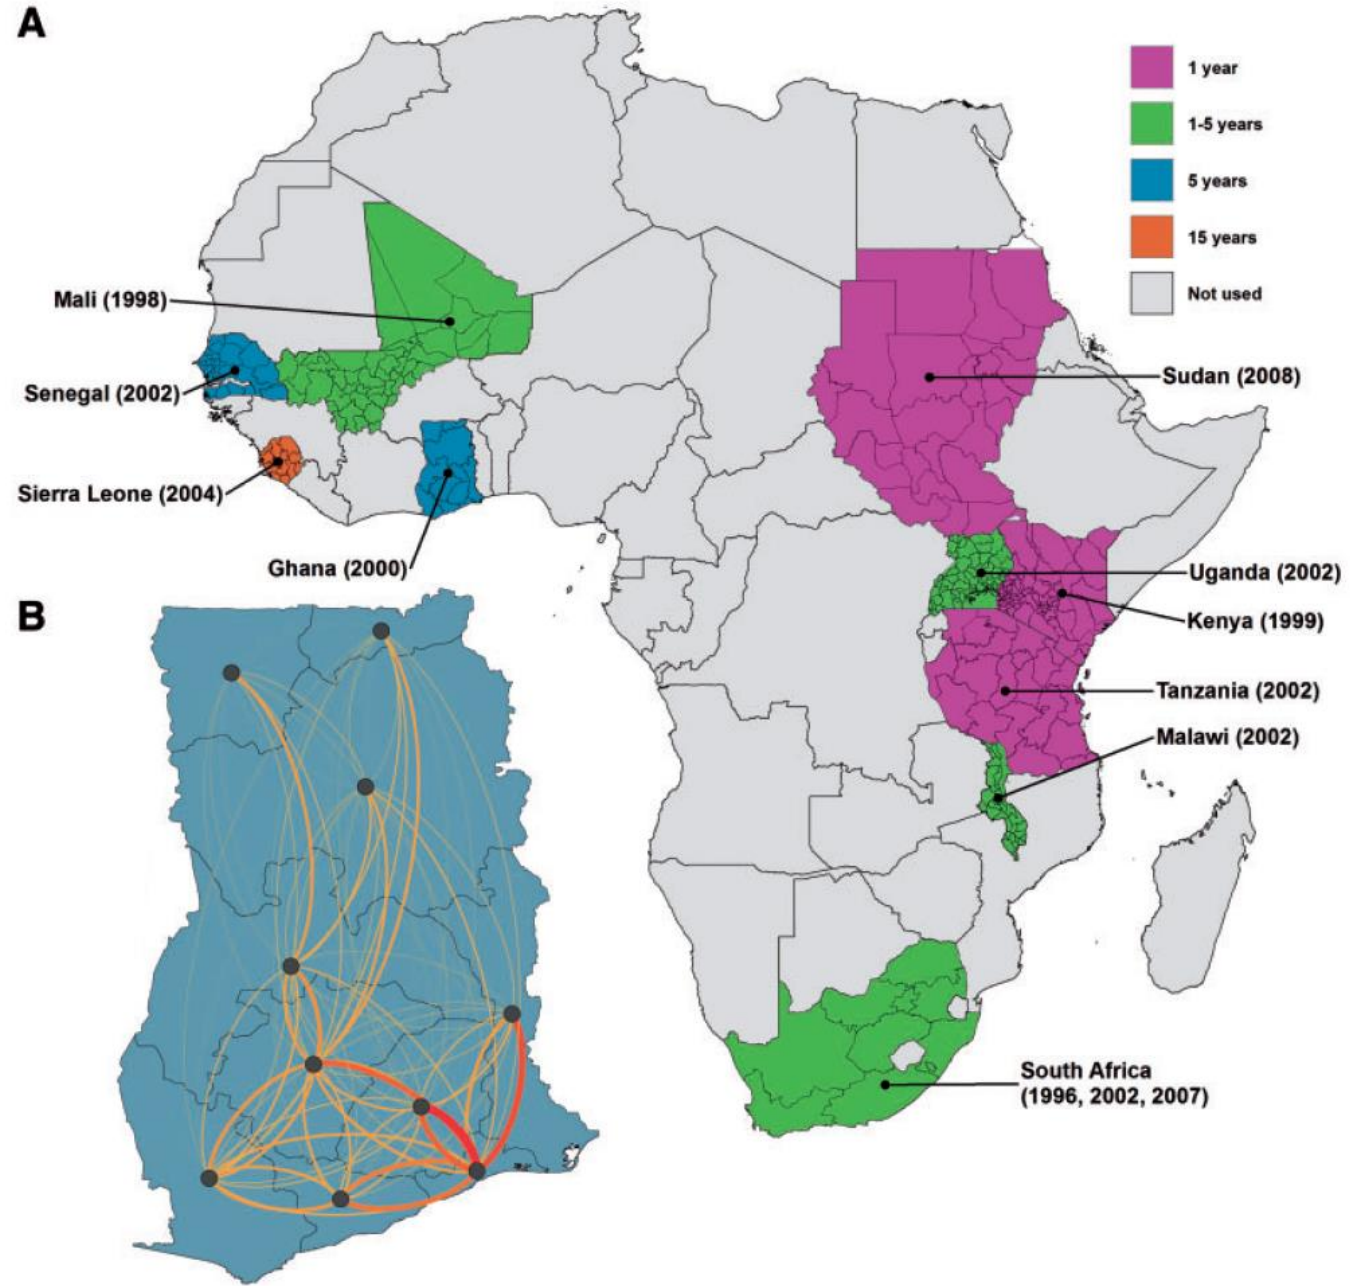 A
1 year
1-5 years
5 years
15 years
Not used
Mali (1998)
Senegal (2002)
Sierra Leone (2004)
Ghana (2000)
Sudan (2008)
Uganda (2002)
Kenya (1999)
Tanzania (2002)
Malawi (2002)
South Africa
(1996, 2002, 2007)
B